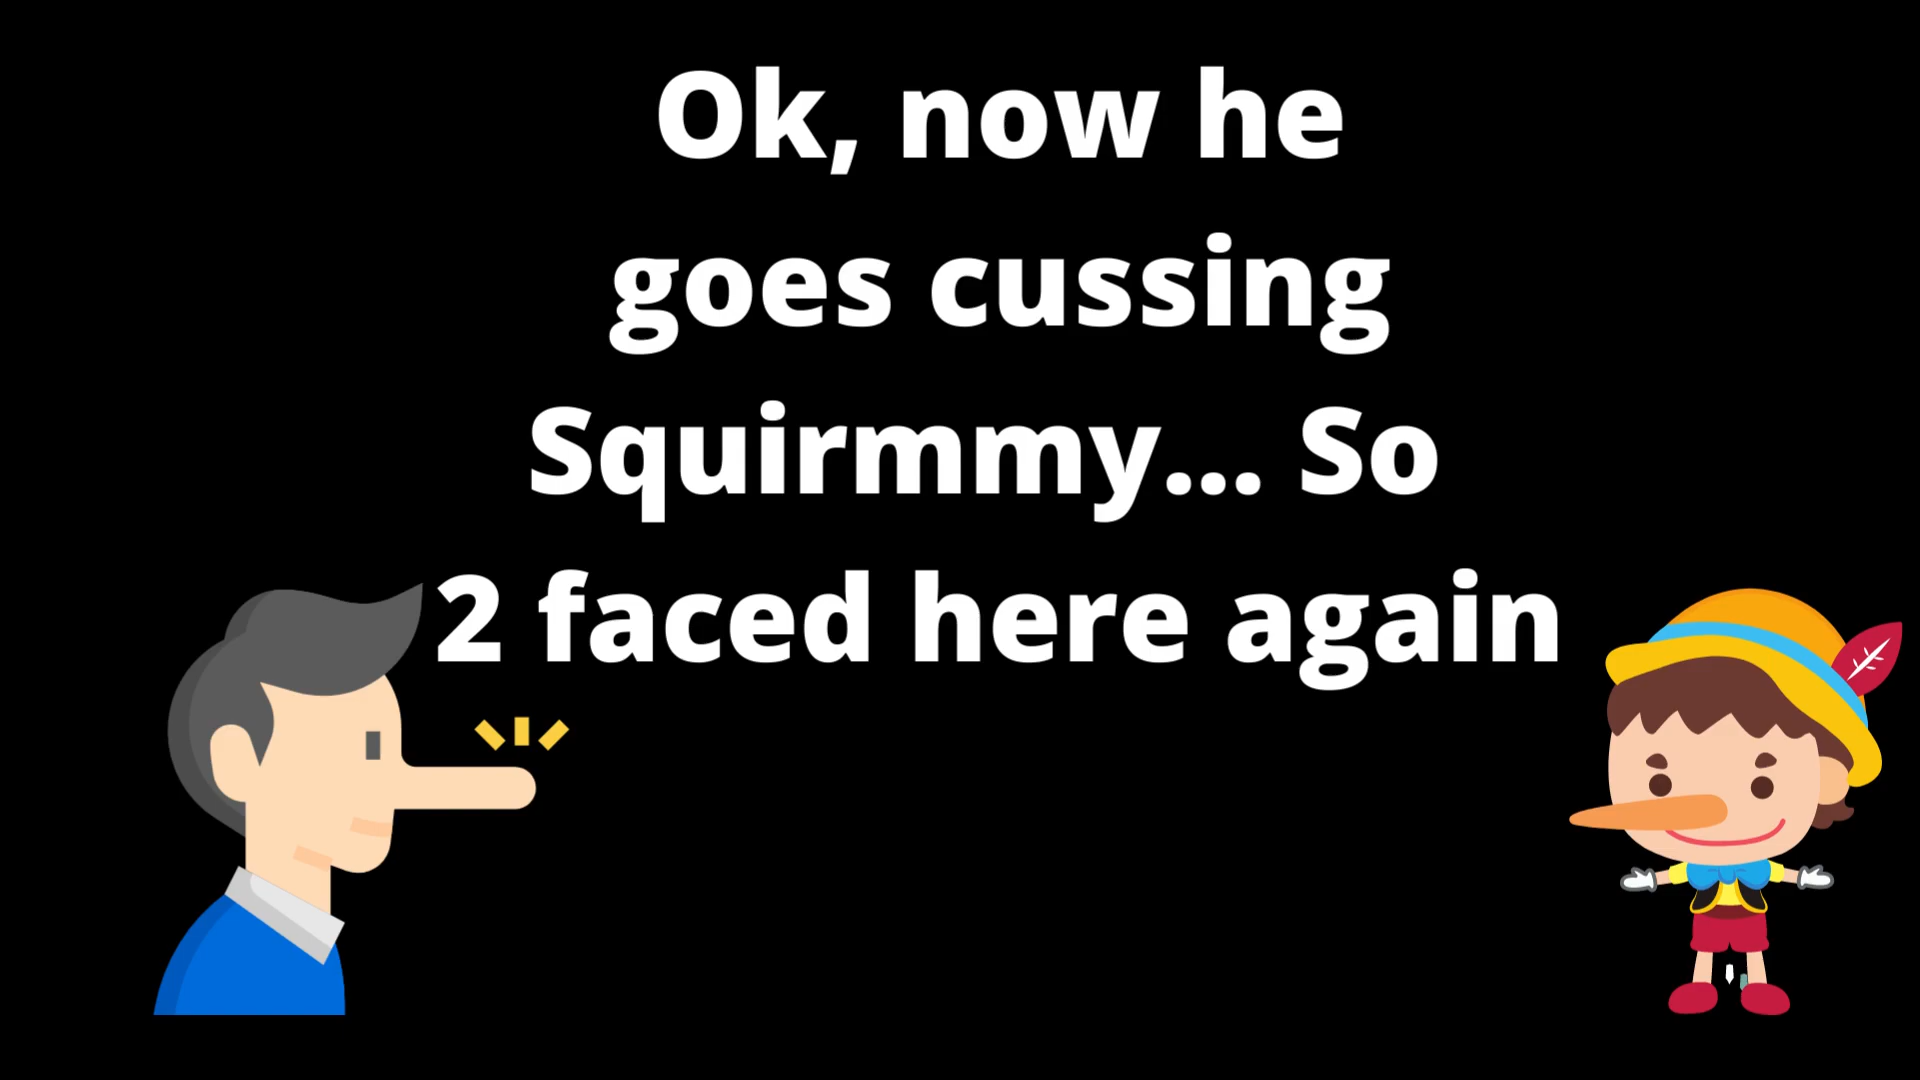 Ok, now he
goes cussing
Squirmmy... So
2 faced here again